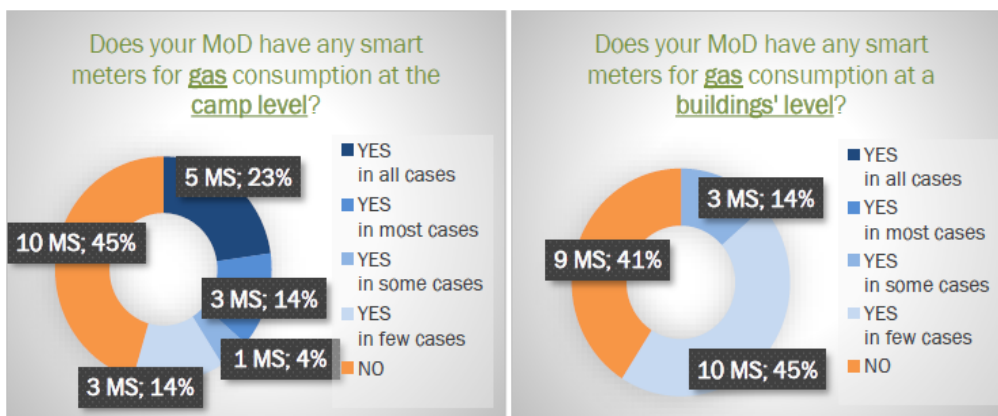 Does your MoD have any smart
meters for gas consumption at the
camp level?
5 MS; 23%
3 MS; 14%
1 MS; 4%
3 MS; 14%
10 MS; 45%
YES
in all cases
YES
in most cases
YES
in some cases
YES
in few cases
NO
Does your MoD have any smart
meters for gas consumption at a
buildings' level?
3 MS; 14%
10 MS; 45%
9 MS; 41%
YES
in all cases
YES
in most cases
YES
in some cases
YES
in few cases
NO